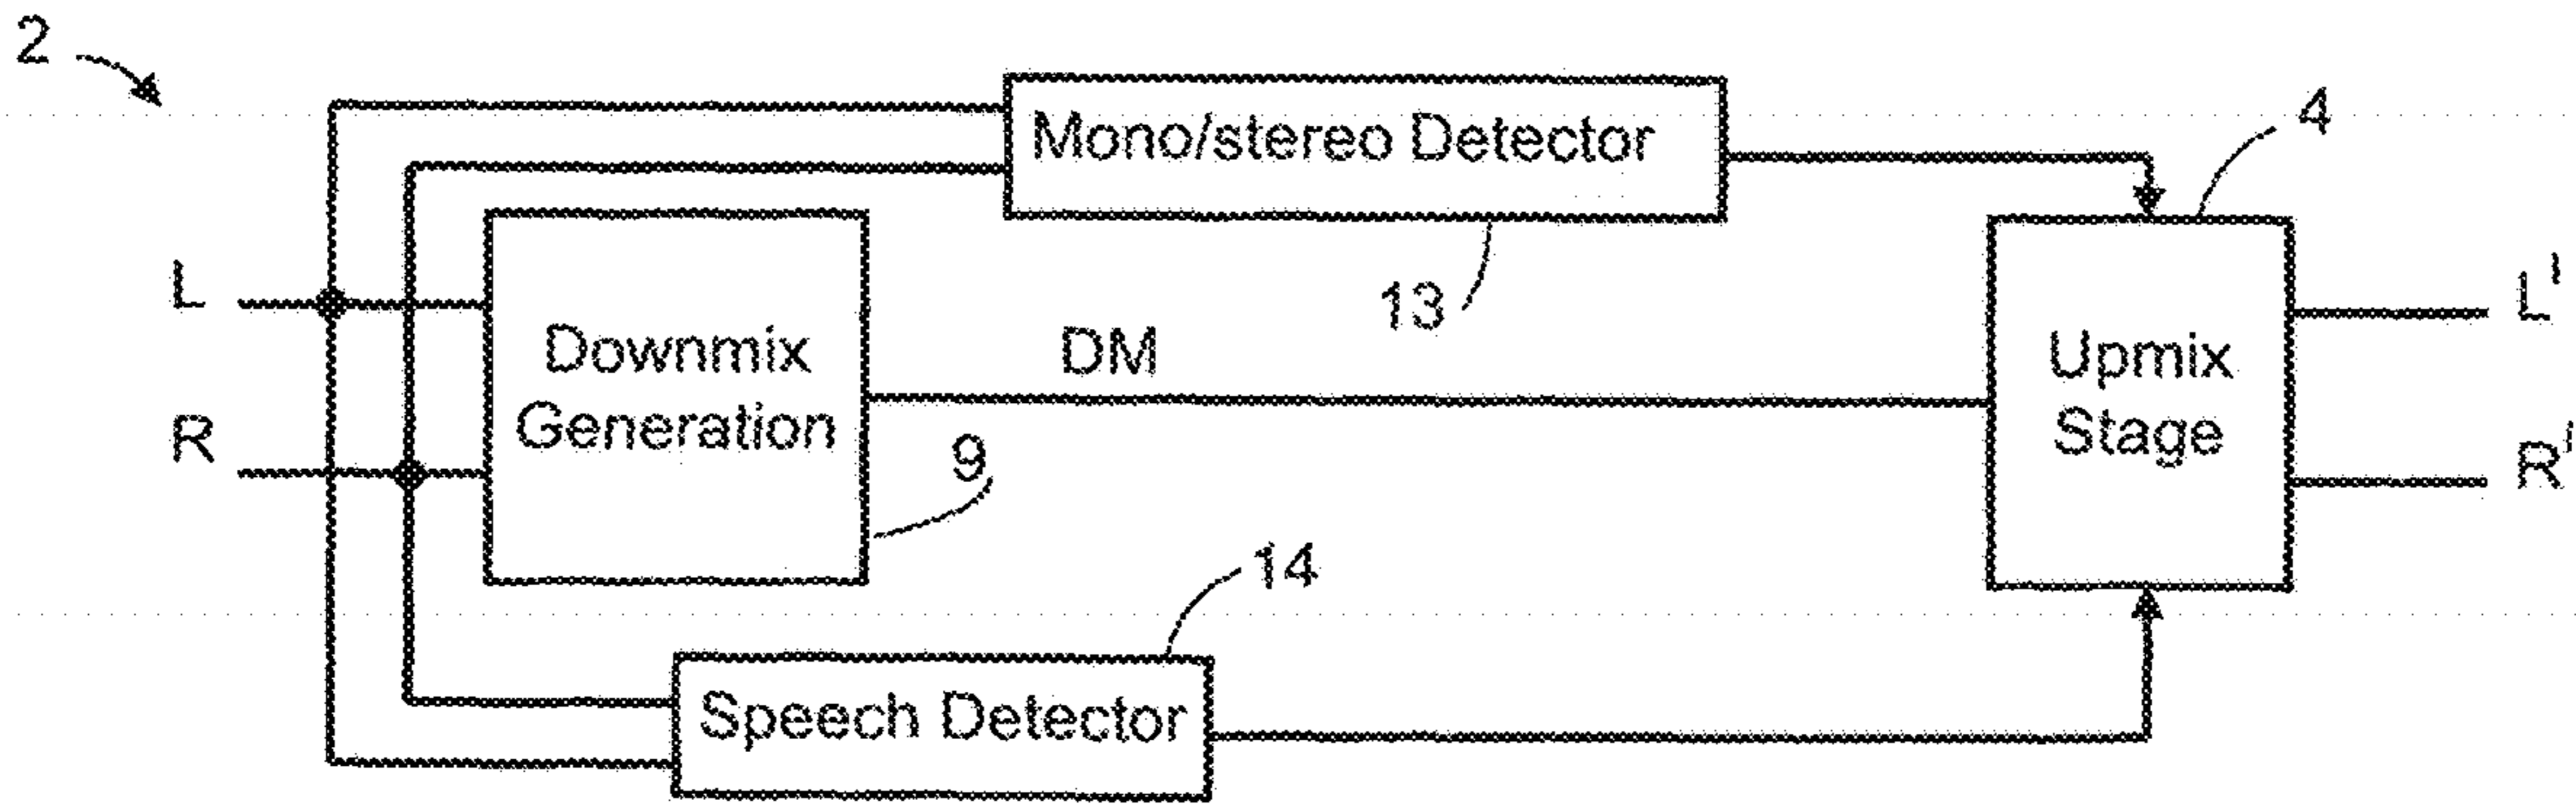 2
Mono/stereo Detector
4
13
L
R
Downmix
Generation
9
DM
Upmix
Stage
L'
R'
14
Speech Detector